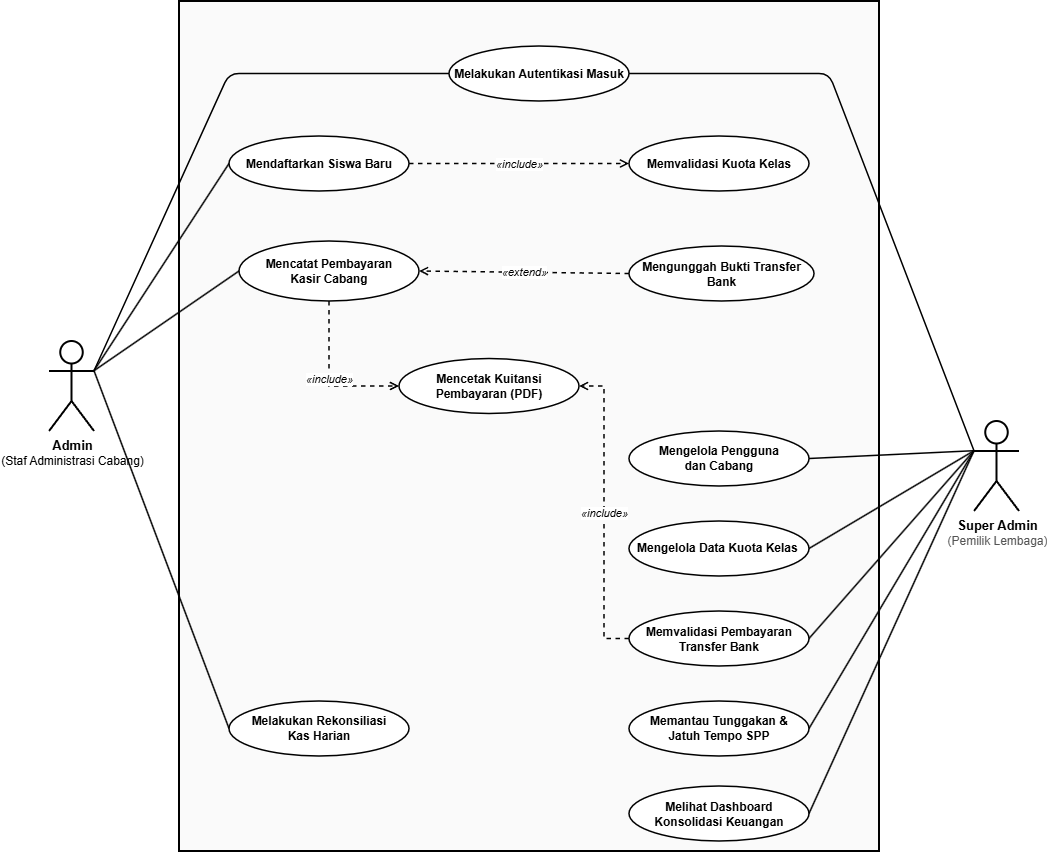 Melakukan Autentikasi Masuk
Mendaftarkan Siswa Baru
«include»
Memvalidasi Kuota Kelas
Mencatat Pembayaran
Kasir Cabang
«extend»
Mengunggah Bukti Transfer
Bank
«include»
Mencetak Kuitansi
Pembayaran (PDF)
Admin
(Staf Administrasi Cabang)
Mengelola Pengguna
dan Cabang
«include»
Super Admin
(Pemilik Lembaga)
Mengelola Data Kuota Kelas
Memvalidasi Pembayaran
Transfer Bank
Melakukan Rekonsiliasi
Kas Harian
Memantau Tunggakan &
Jatuh Tempo SPP
Melihat Dashboard
Konsolidasi Keuangan